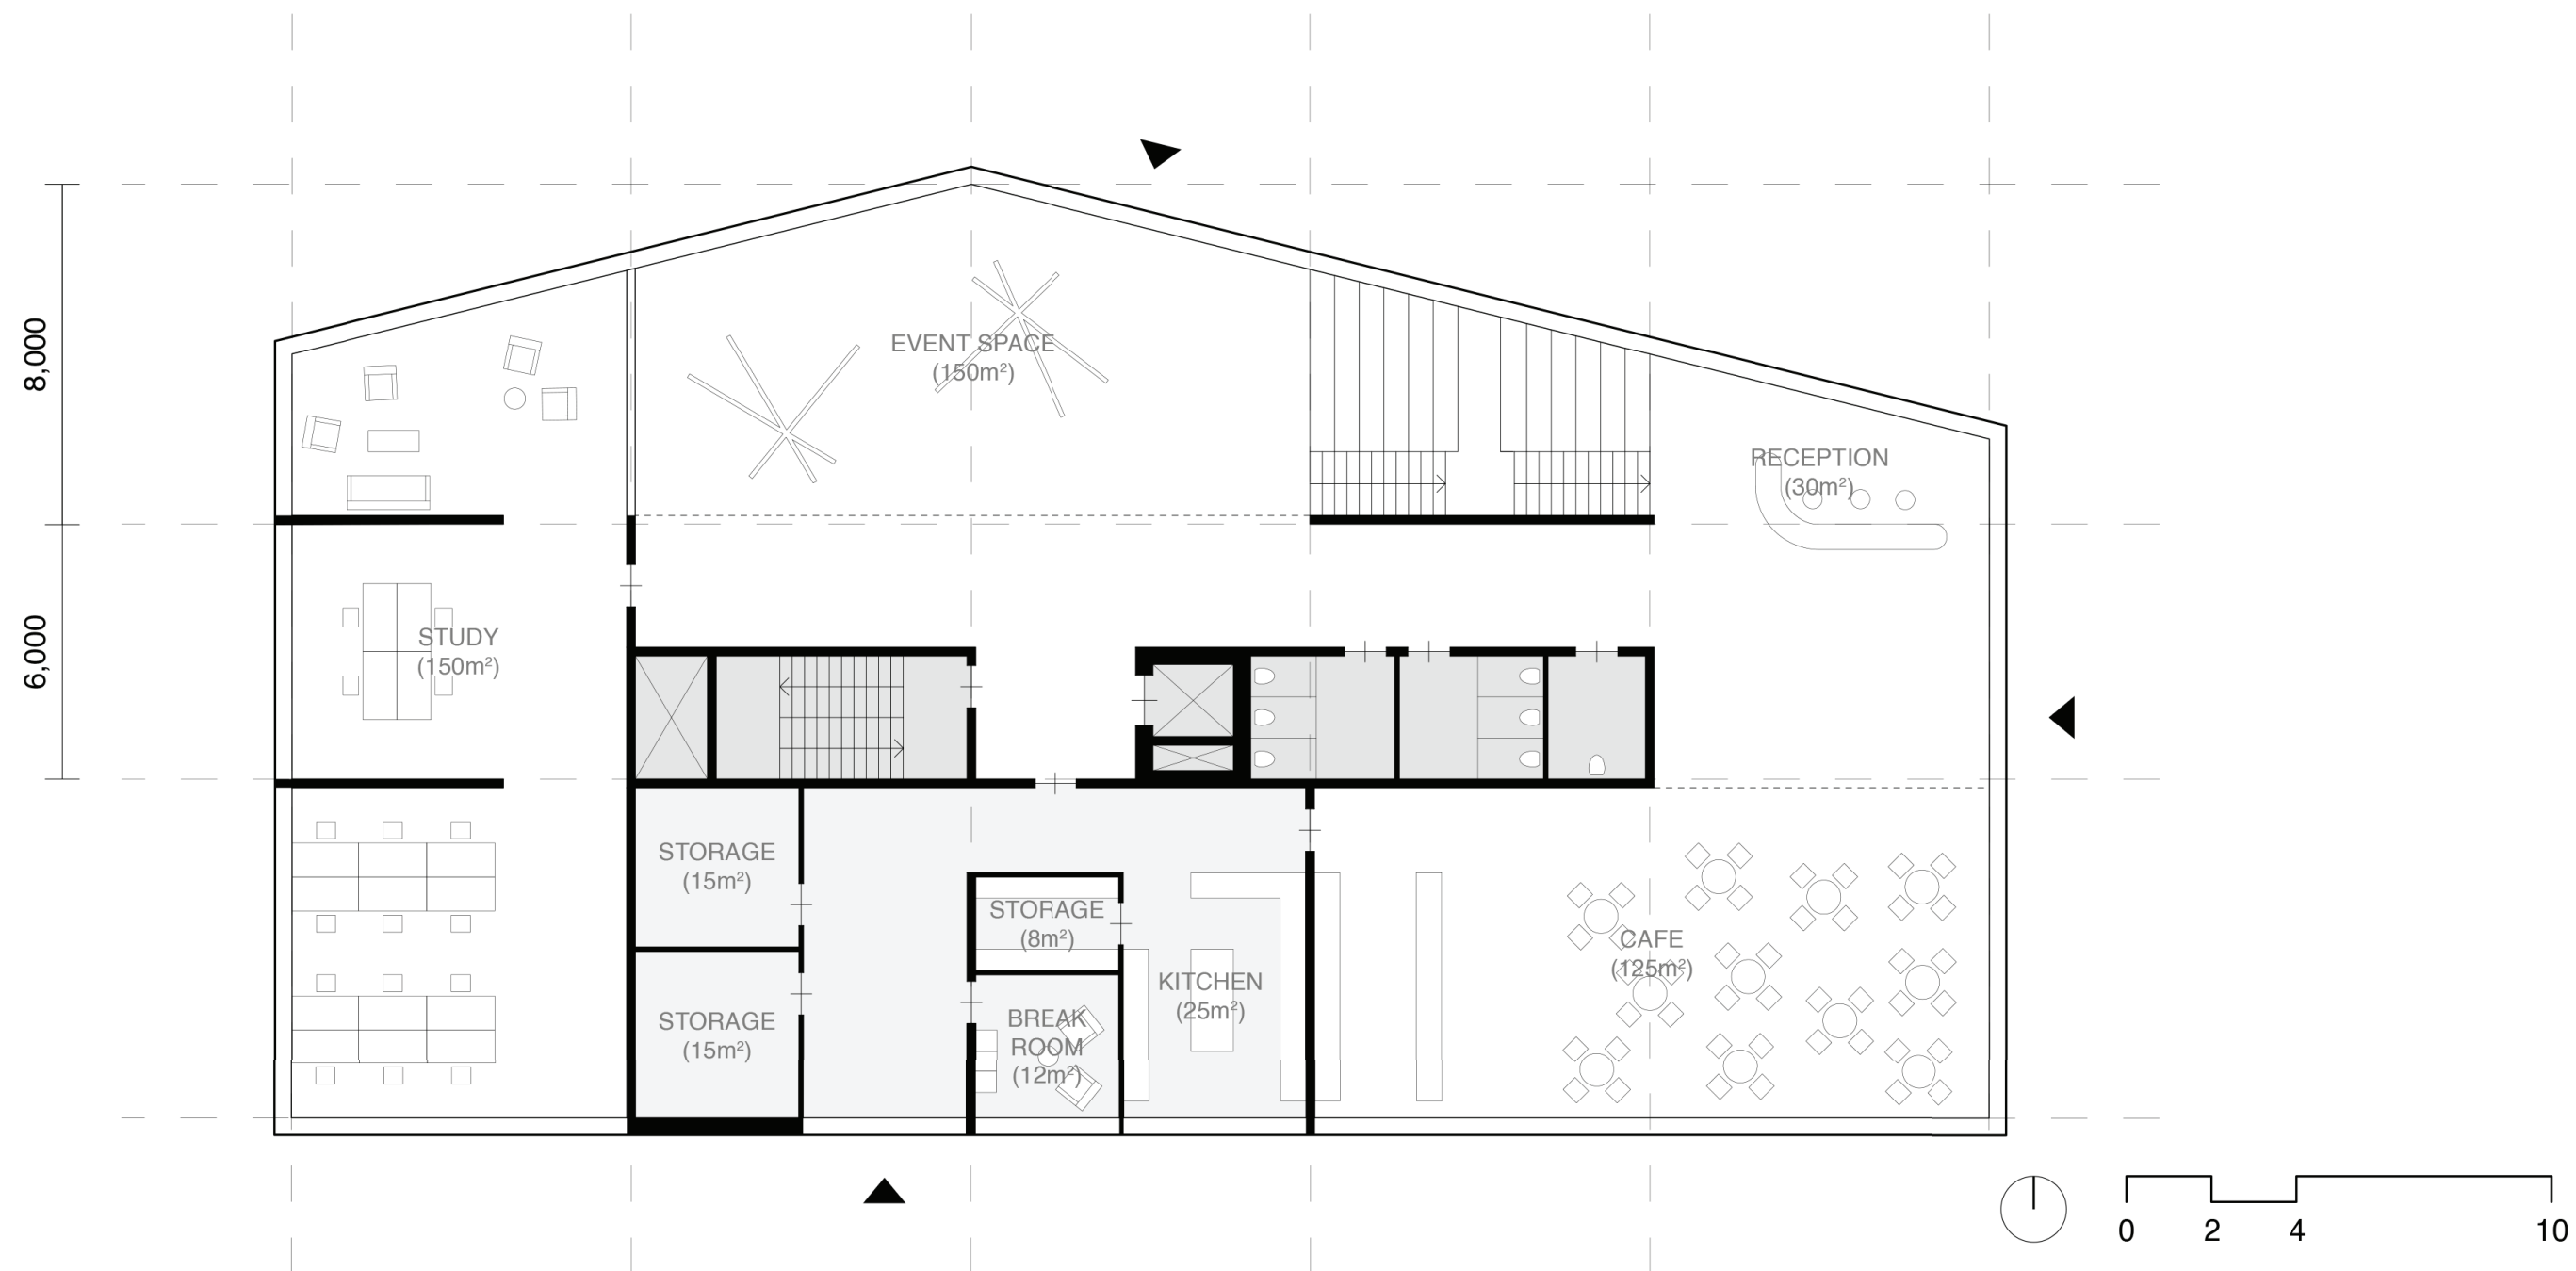 8,000
6,000
EVENT SPACE
(150m²)
RECEPTION
(30m²)
STUDY
(150m²)
STORAGE
(15m²)
STORAGE
(8m²)
CAFE
(125m²)
KITCHEN
(25m²)
STORAGE
(15m²)
BREAK
ROOM
(12m²)
0 2 4 10